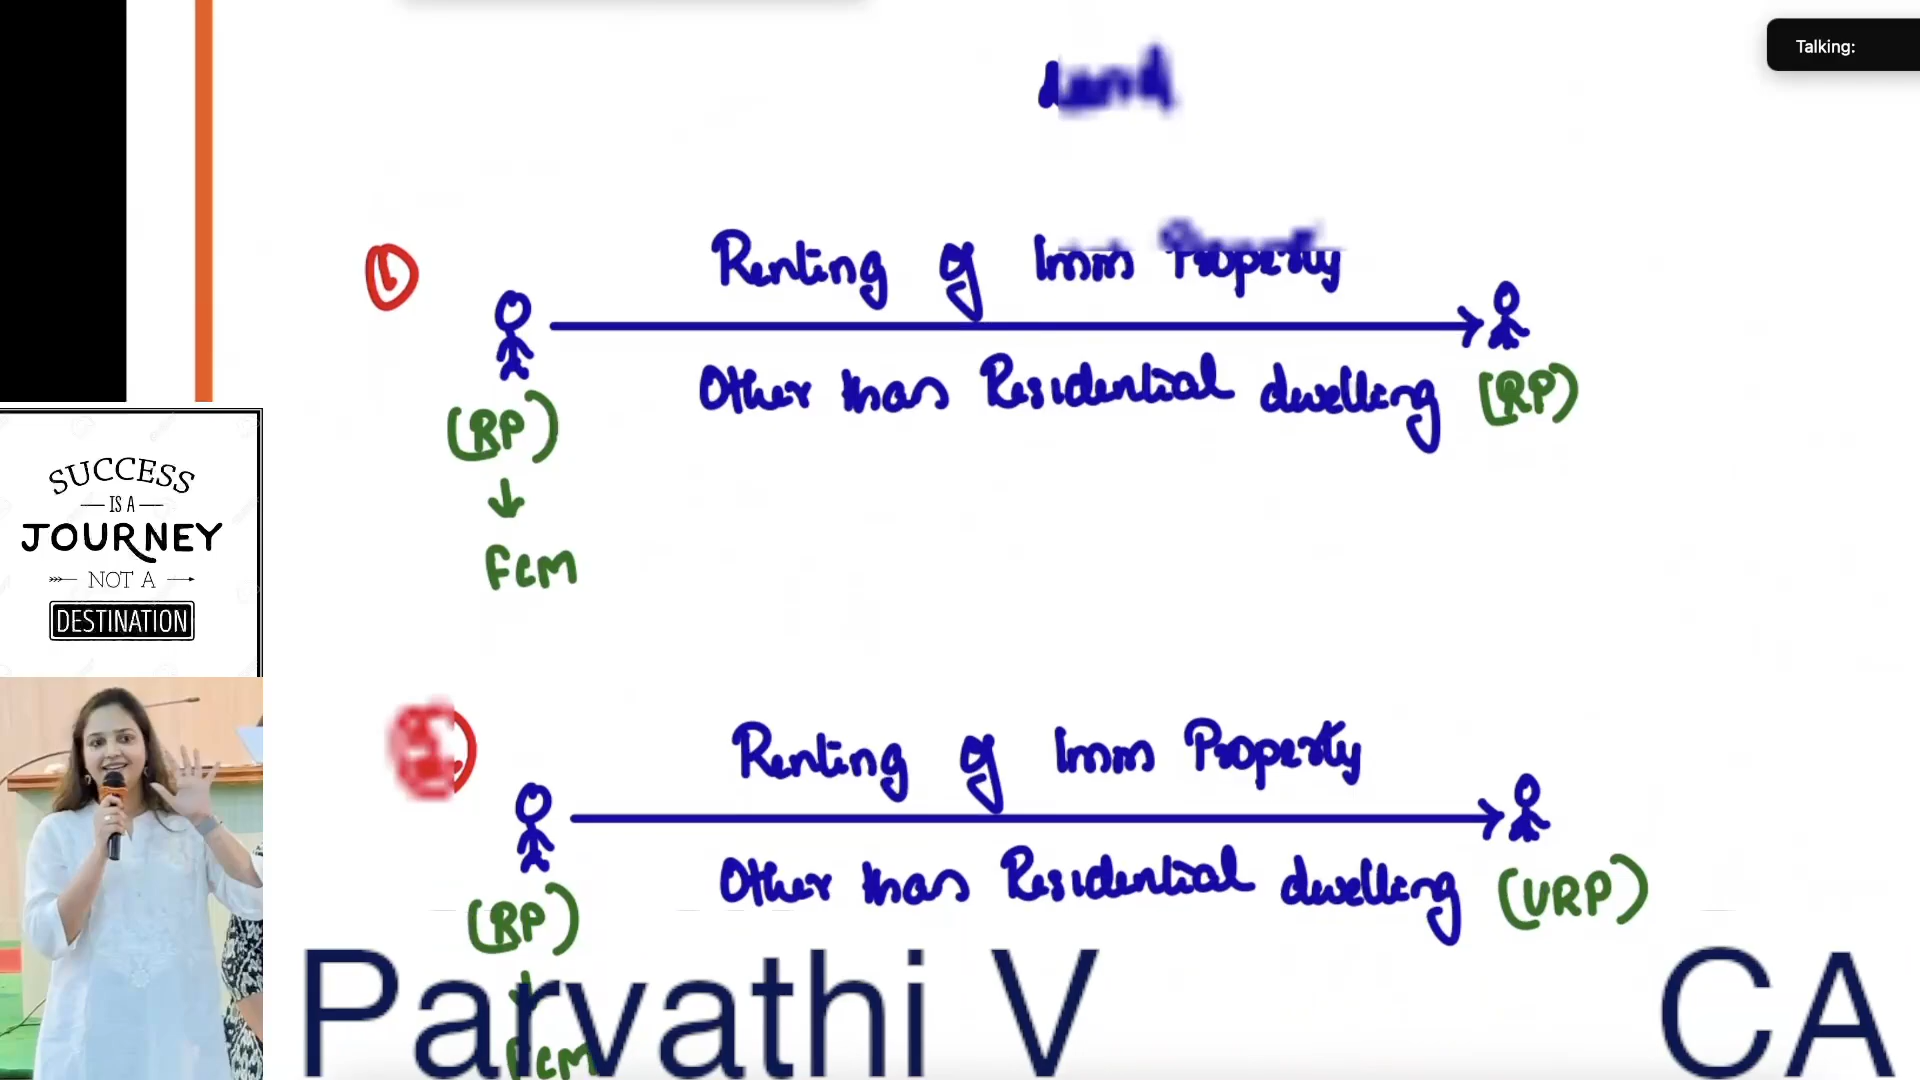 Talking:
Land
①
Renting of Imm Property
Other than Residential dwelling
(RP)
(RP)
↓
FCM
SUCCESS
IS A
JOURNEY
NOT A
DESTINATION
Renting of Imm Property
Other than Residential dwelling
(RP)
(URP)
↓
FCM
Parvathi V
CA